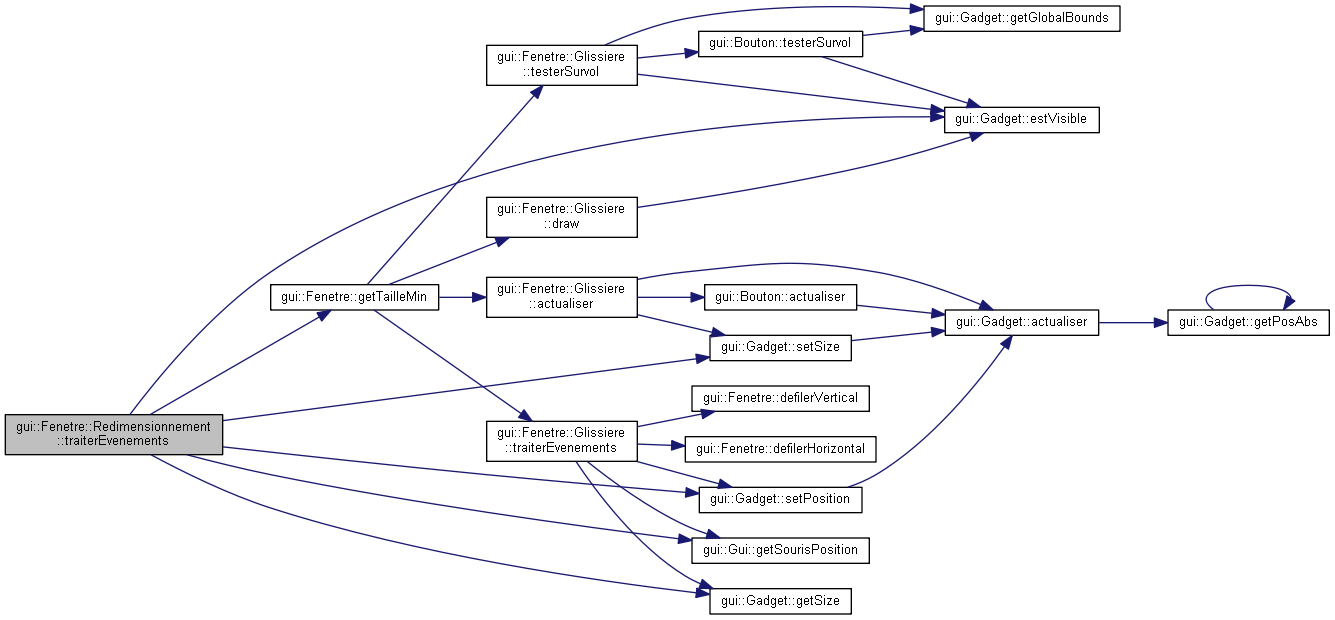 gui::Gadget::getGlobalBounds
gui::Bouton::testerSurvol
gui::Fenetre::Glissiere
::testerSurvol
gui::Gadget::estVisible
gui::Fenetre::Glissiere
::draw
gui::Fenetre::getTailleMin
gui::Fenetre::Glissiere
::actualiser
gui::Bouton::actualiser
gui::Gadget::actualiser
gui::Gadget::getPosAbs
gui::Gadget::setSize
gui::Fenetre::defilerVertical
gui::Fenetre::Redimensionnement
::traiterEvenements
gui::Fenetre::Glissiere
::traiterEvenements
gui::Fenetre::defilerHorizontal
gui::Gadget::setPosition
gui::Gui::getSourisPosition
gui::Gadget::getSize